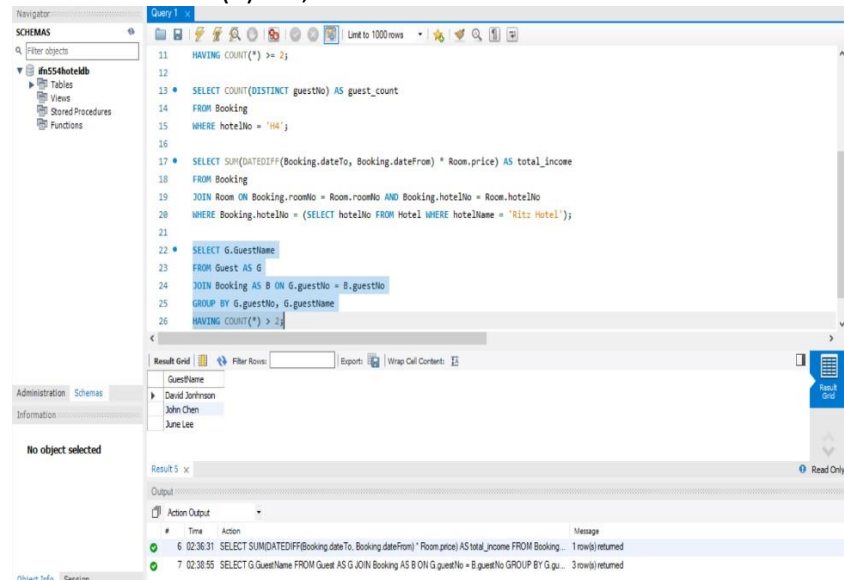 Navigator
SCHEMAS
Filter objects
ifn554hoteldb
Tables
Views
Stored Procedures
Functions
Administration Schemas
Information
No object selected
Object Info Session
Query 1
Limit to 1000 rows
11 HAVING COUNT(*) >= 2;
12
13 SELECT COUNT(DISTINCT guestNo) AS guest_count
14 FROM Booking
15 WHERE hotelNo = 'H4';
16
17 SELECT SUM(DATEDIFF(Booking.dateTo, Booking.dateFrom) * Room.price) AS total_income
18 FROM Booking
19 JOIN Room ON Booking.roomNo = Room.roomNo AND Booking.hotelNo = Room.hotelNo
20 WHERE Booking.hotelNo = (SELECT hotelNo FROM Hotel WHERE hotelName = 'Ritz Hotel');
21
22 SELECT G.GuestName
23 FROM Guest AS G
24 JOIN Booking AS B ON G.guestNo = B.guestNo
25 GROUP BY G.guestNo, G.guestName
26 HAVING COUNT(*) > 2;
Result Grid Filter Rows: Export: Wrap Cell Content:
GuestName
David Jonhnson
John Chen
June Lee
Result Grid
Result 5 Read Only
Output
Action Output
# Time Action Message
6 02:36:31 SELECT SUM(DATEDIFF(Booking.dateTo, Booking.dateFrom) * Room.price) AS total_income FROM Booking... 1 row(s) returned
7 02:38:55 SELECT G.GuestName FROM Guest AS G JOIN Booking AS B ON G.guestNo = B.guestNo GROUP BY G.gu... 3 row(s) returned